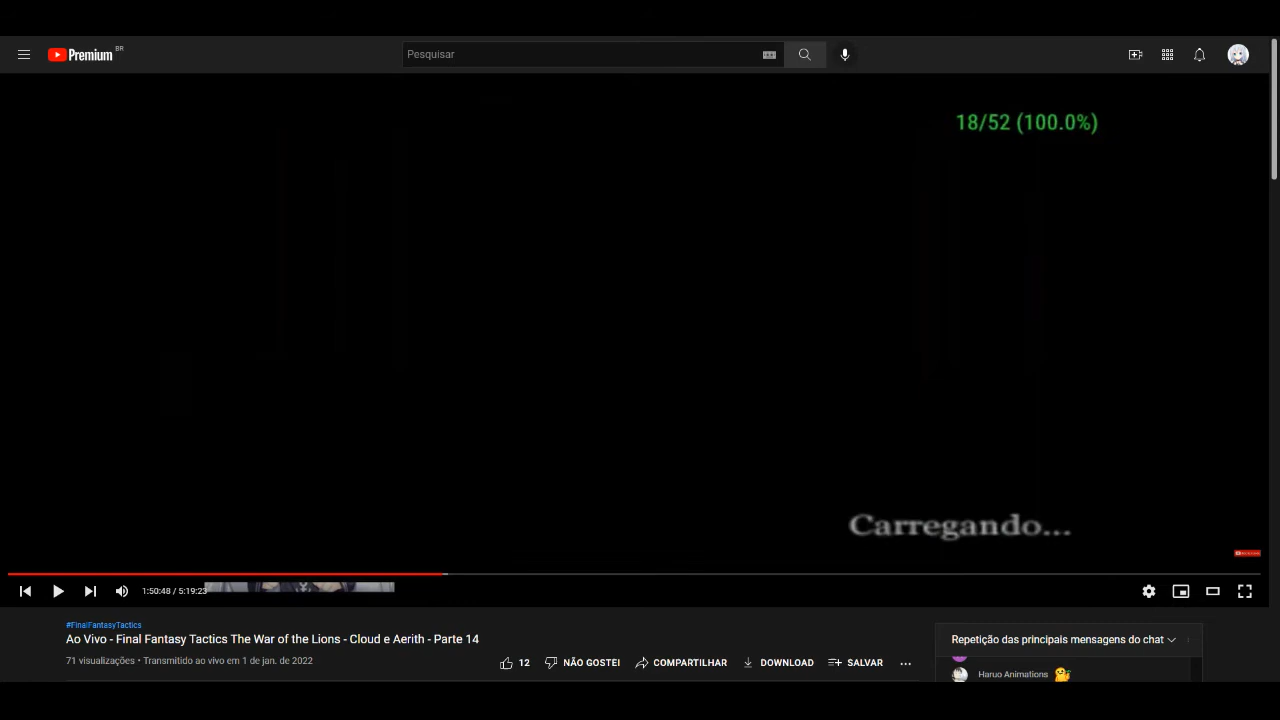 Premium BR
Pesquisar
18/52 (100.0%)
Carregando...
1:50:48 / 5:19:23
#FinalFantasyTactics
Ao Vivo - Final Fantasy Tactics The War of the Lions - Cloud e Aerith - Parte 14
71 visualizações • Transmitido ao vivo em 1 de jan. de 2022
12 NÃO GOSTEI COMPARTILHAR DOWNLOAD SALVAR ...
Repetição das principais mensagens do chat
Haruo Animations